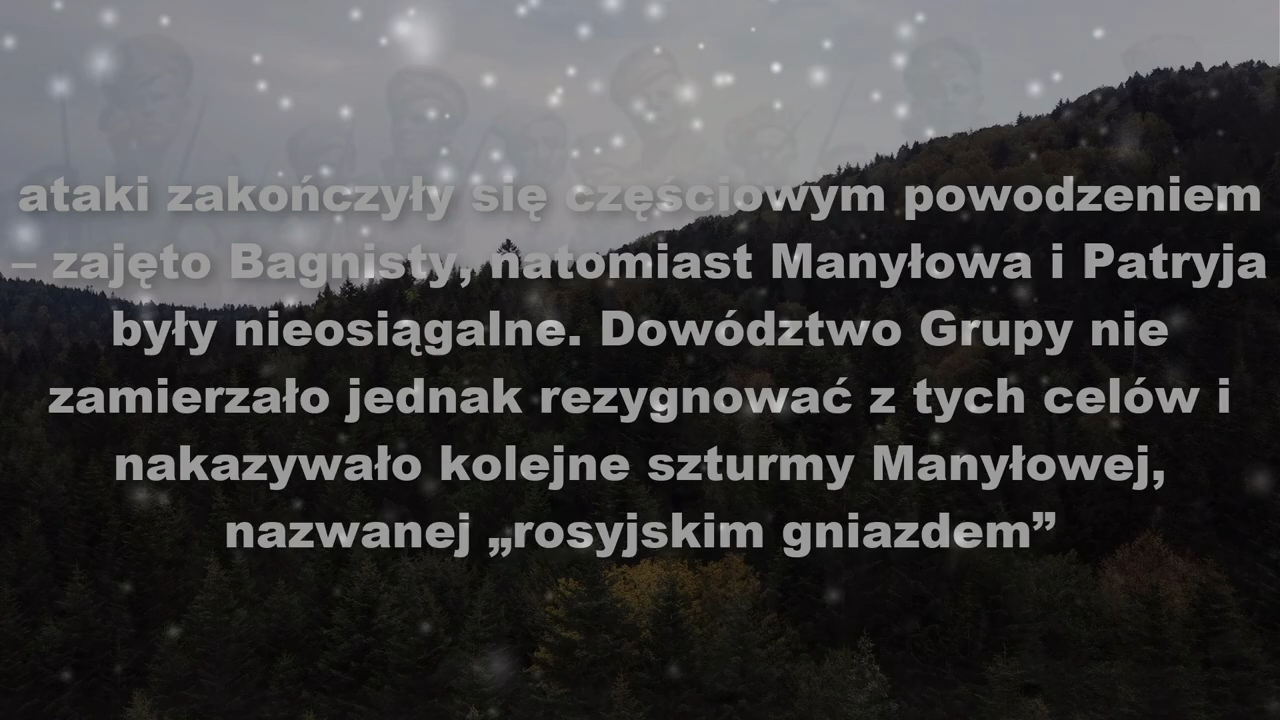 ataki zakończyły się częściowym powodzeniem
– zajęto Bagnisty, natomiast Manyłowa i Patryja
były nieosiągalne. Dowództwo Grupy nie
zamierzało jednak rezygnować z tych celów i
nakazywało kolejne szturmy Manyłowej,
nazwanej „rosyjskim gniazdem”